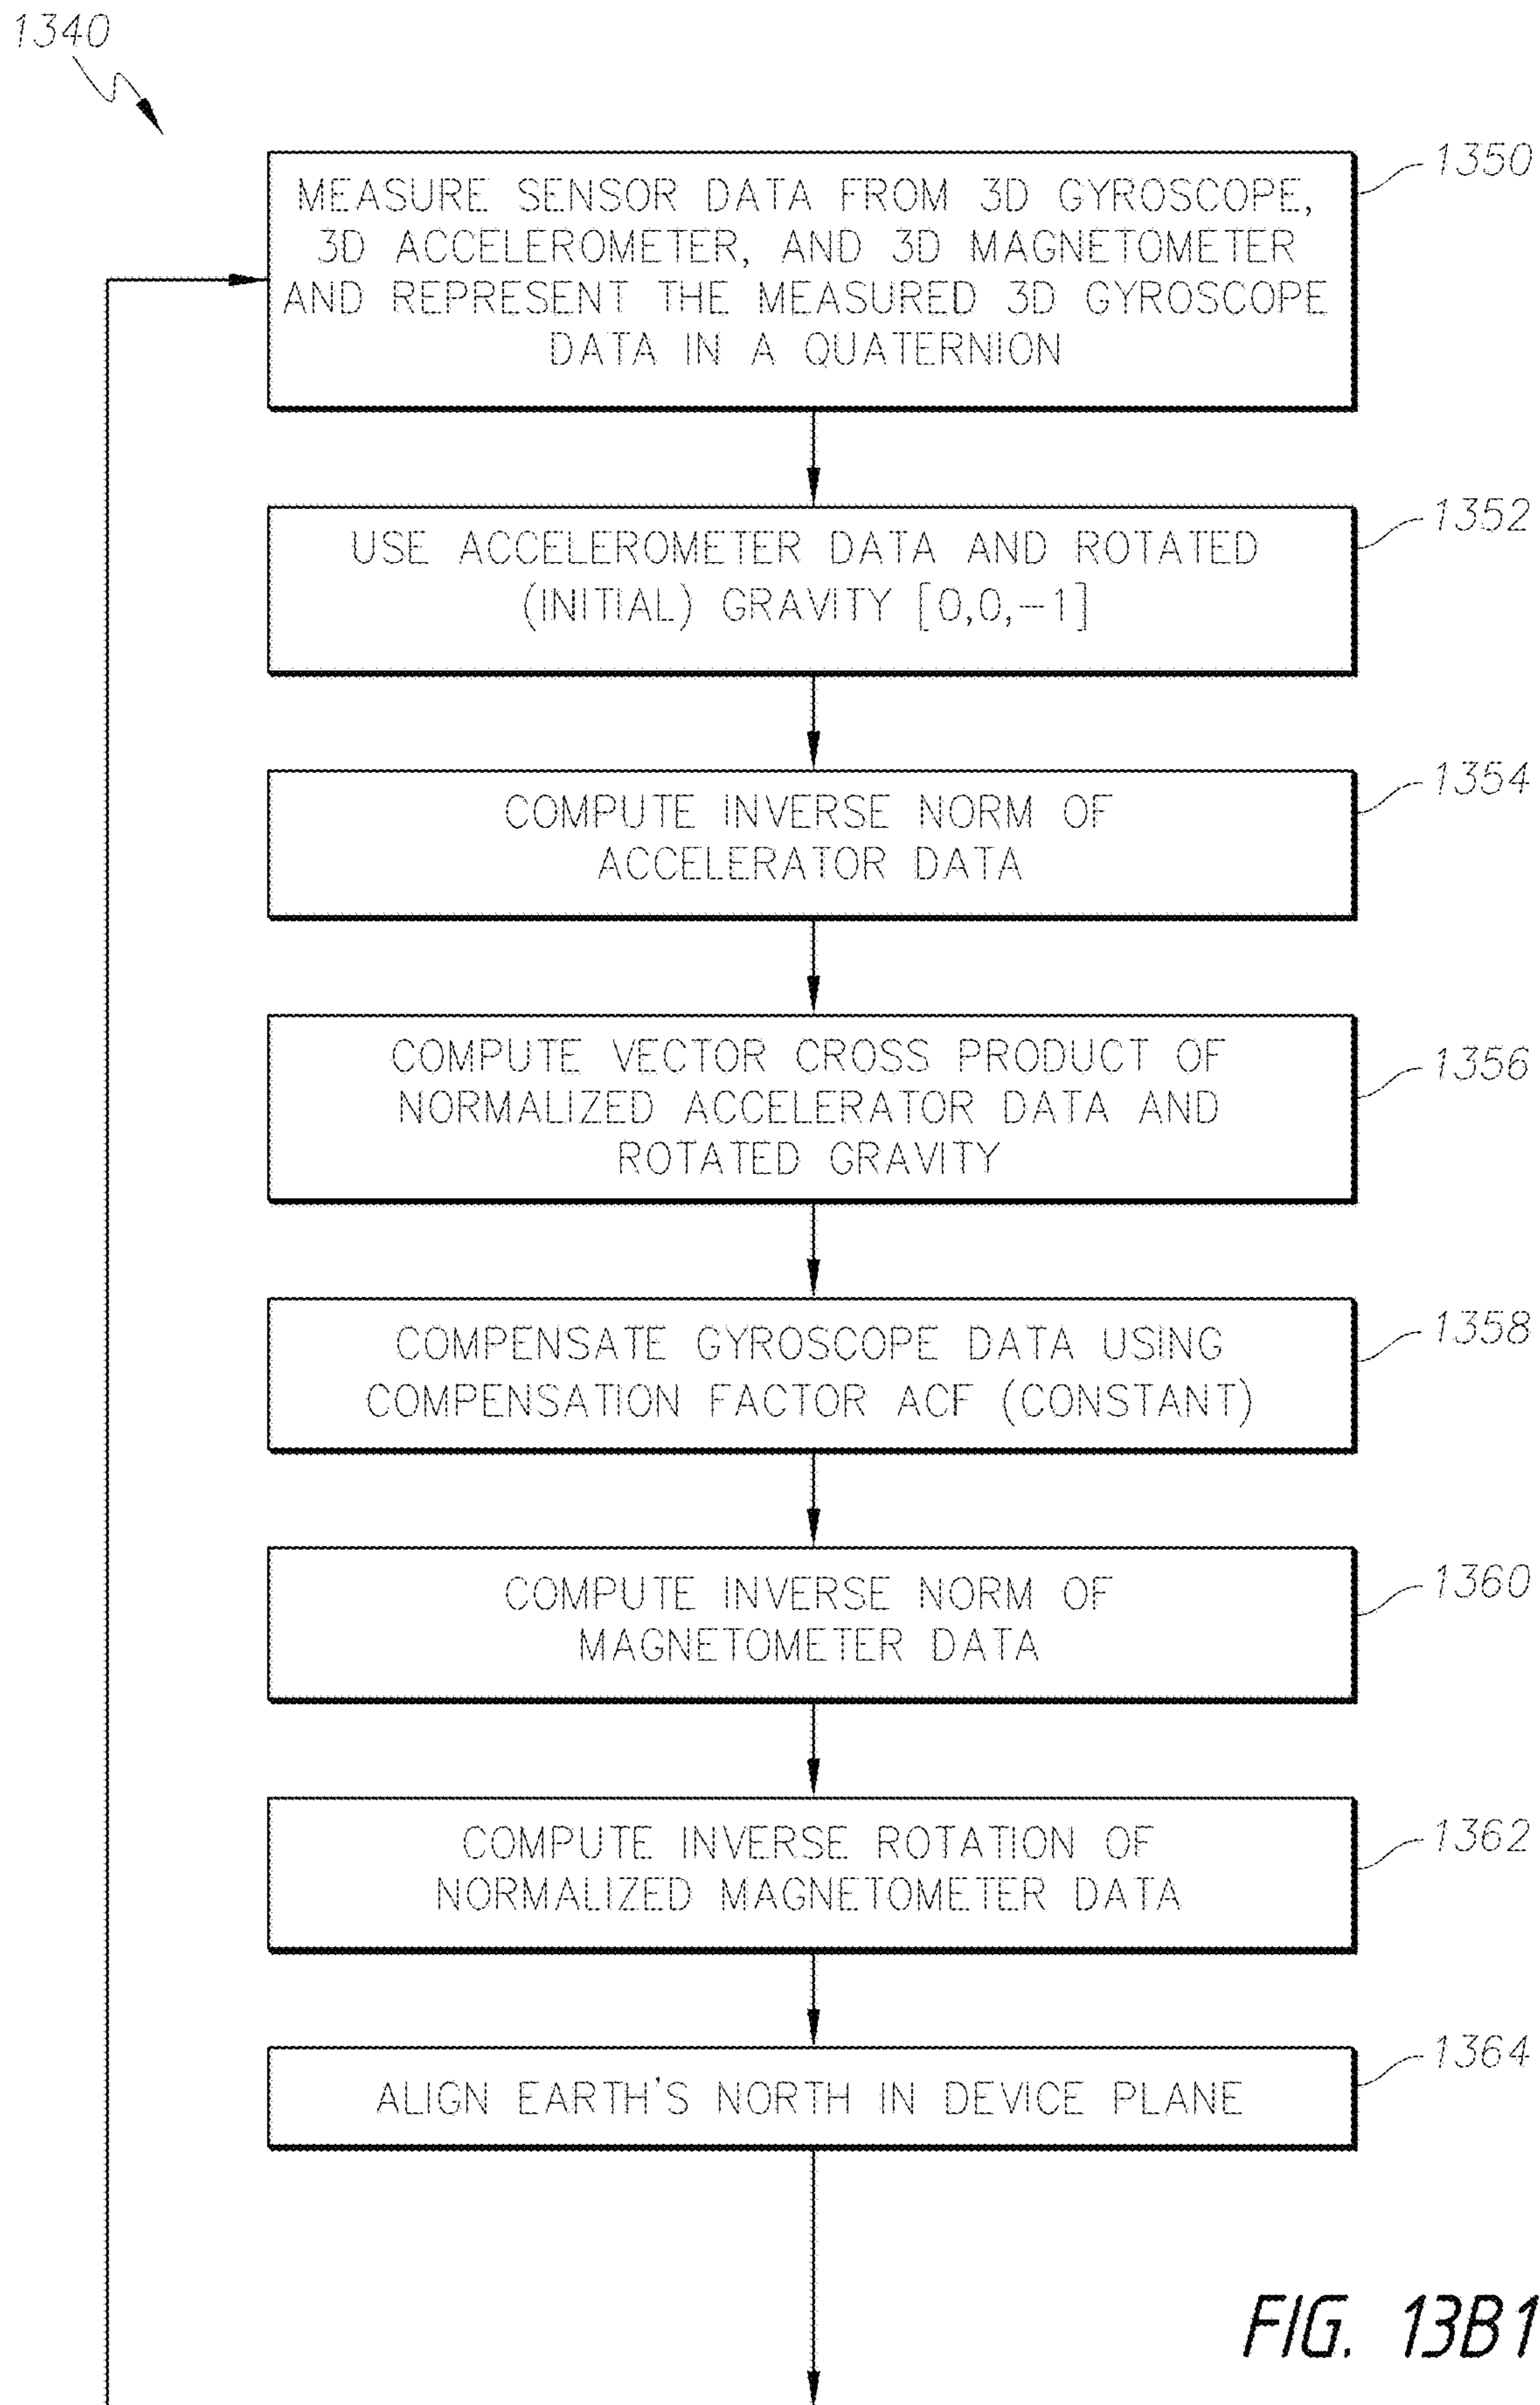 1340
MEASURE SENSOR DATA FROM 3D GYROSCOPE,
3D ACCELEROMETER, AND 3D MAGNETOMETER
AND REPRESENT THE MEASURED 3D GYROSCOPE
DATA IN A QUATERNION
1350
USE ACCELEROMETER DATA AND ROTATED
(INITIAL) GRAVITY [0,0,-1]
1352
COMPUTE INVERSE NORM OF
ACCELERATOR DATA
1354
COMPUTE VECTOR CROSS PRODUCT OF
NORMALIZED ACCELERATOR DATA AND
ROTATED GRAVITY
1356
COMPENSATE GYROSCOPE DATA USING
COMPENSATION FACTOR ACF (CONSTANT)
1358
COMPUTE INVERSE NORM OF
MAGNETOMETER DATA
1360
COMPUTE INVERSE ROTATION OF
NORMALIZED MAGNETOMETER DATA
1362
ALIGN EARTH'S NORTH IN DEVICE PLANE
1364
FIG. 13B1